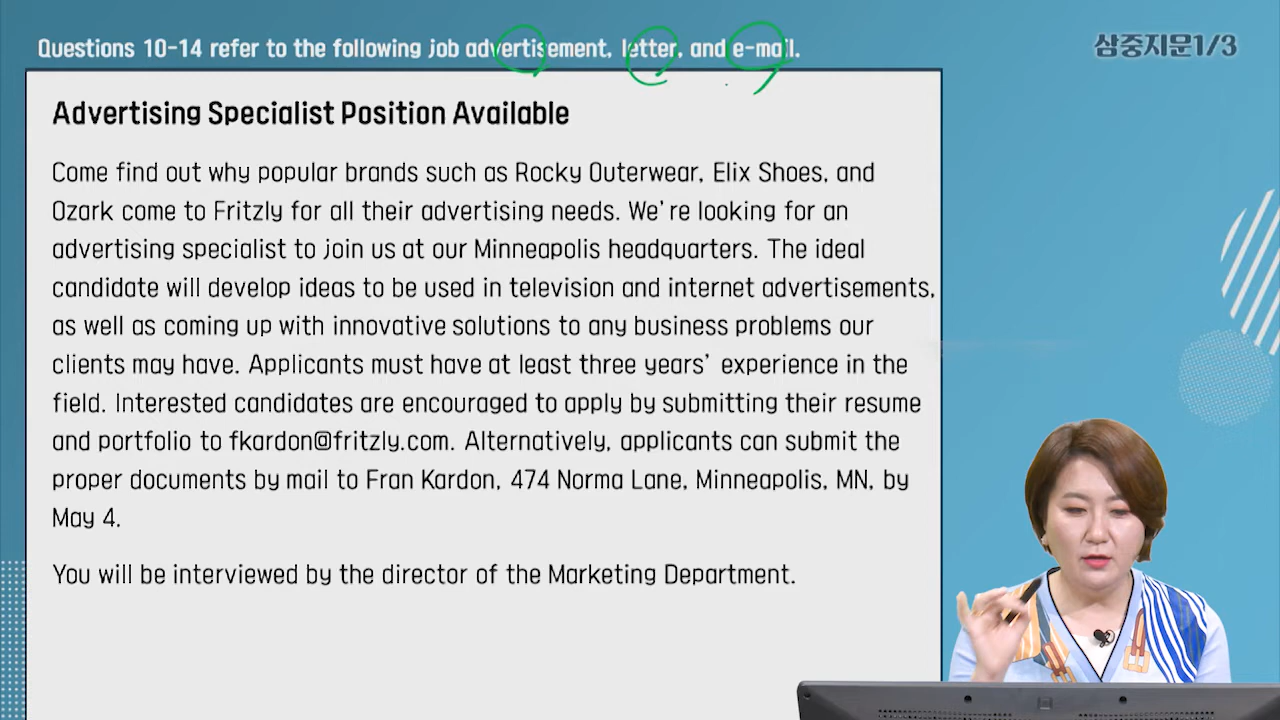 Questions 10-14 refer to the following job advertisement, letter, and e-mail.
삼중지문1/3
Advertising Specialist Position Available
Come find out why popular brands such as Rocky Outerwear, Elix Shoes, and
Ozark come to Fritzly for all their advertising needs. We're looking for an
advertising specialist to join us at our Minneapolis headquarters. The ideal
candidate will develop ideas to be used in television and internet advertisements,
as well as coming up with innovative solutions to any business problems our
clients may have. Applicants must have at least three years' experience in the
field. Interested candidates are encouraged to apply by submitting their resume
and portfolio to fkardon@fritzly.com. Alternatively, applicants can submit the
proper documents by mail to Fran Kardon, 474 Norma Lane, Minneapolis, MN, by
May 4.
You will be interviewed by the director of the Marketing Department.